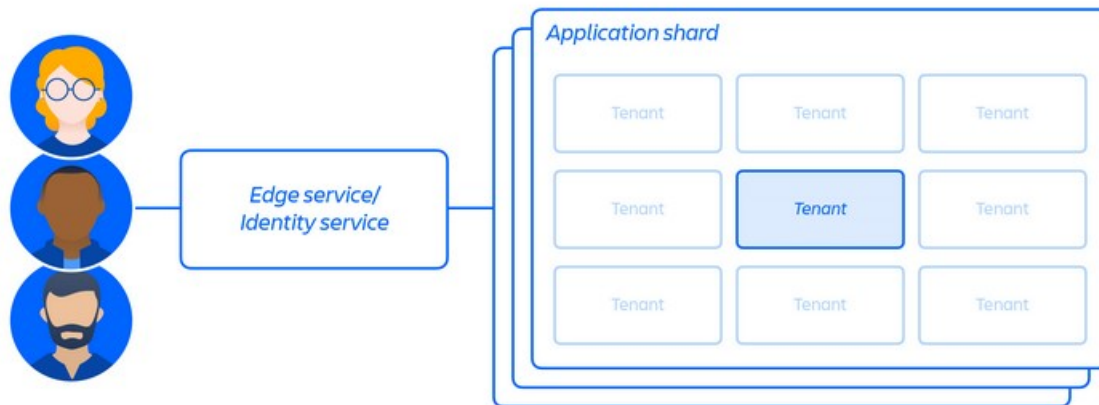 Application shard
Edge service/
Identity service
Tenant Tenant Tenant
Tenant Tenant Tenant
Tenant Tenant Tenant